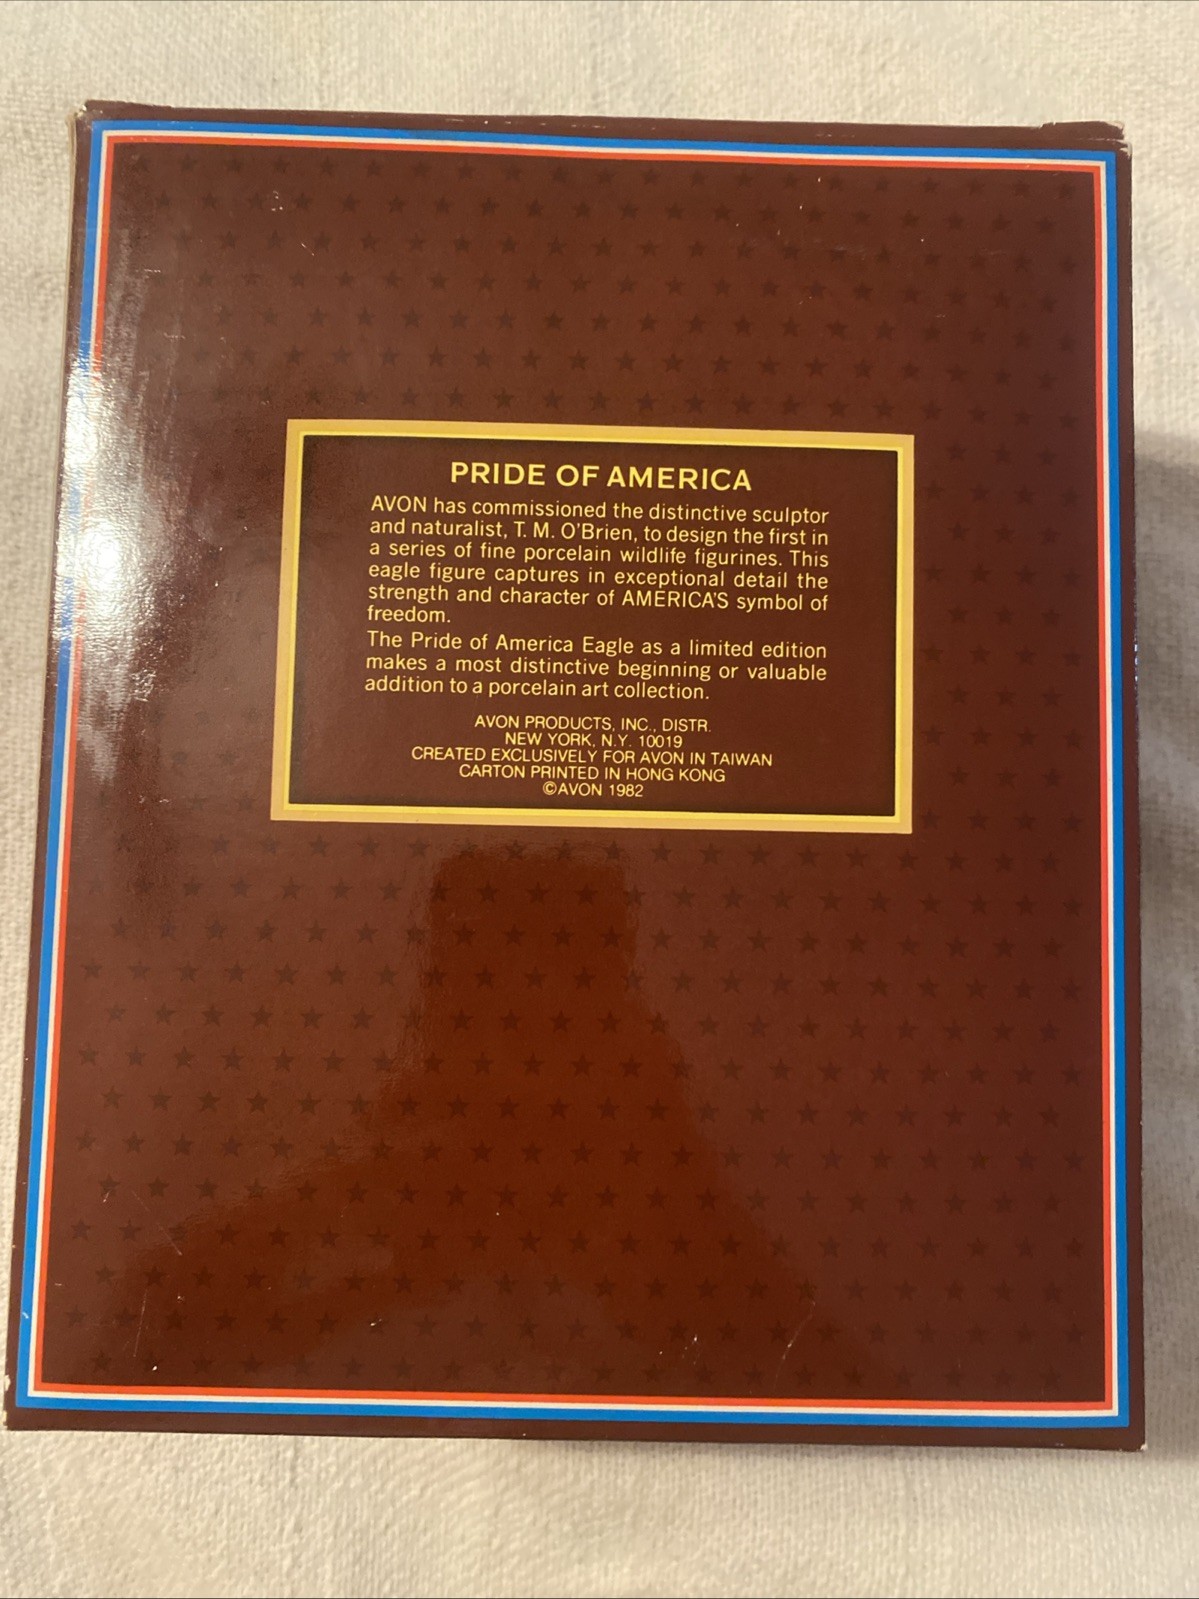 PRIDE OF AMERICA
AVON has commissioned the distinctive sculptor
and naturalist, T. M. O'Brien, to design the first in
a series of fine porcelain wildlife figurines. This
eagle figure captures in exceptional detail the
strength and character of AMERICA'S symbol of
freedom.
The Pride of America Eagle as a limited edition
makes a most distinctive beginning or valuable
addition to a porcelain art collection.
AVON PRODUCTS, INC., DISTR.
NEW YORK, N.Y. 10019
CREATED EXCLUSIVELY FOR AVON IN TAIWAN
CARTON PRINTED IN HONG KONG
©AVON 1982